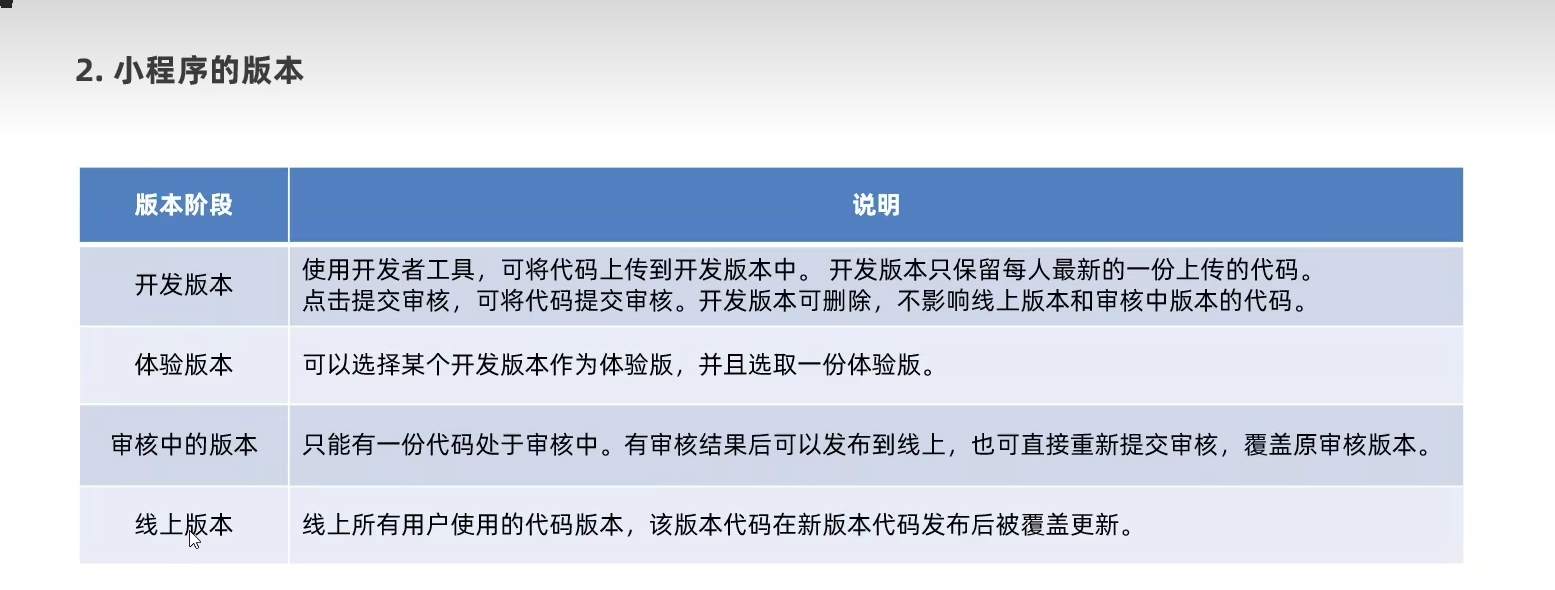 2. 小程序的版本
版本阶段
说明
开发版本
使用开发者工具，可将代码上传到开发版本中。 开发版本只保留每人最新的一份上传的代码。
点击提交审核，可将代码提交审核。开发版本可删除，不影响线上版本和审核中版本的代码。
体验版本
可以选择某个开发版本作为体验版，并且选取一份体验版。
审核中的版本
只能有一份代码处于审核中。有审核结果后可以发布到线上，也可直接重新提交审核，覆盖原审核版本。
线上版本
线上所有用户使用的代码版本，该版本代码在新版本代码发布后被覆盖更新。